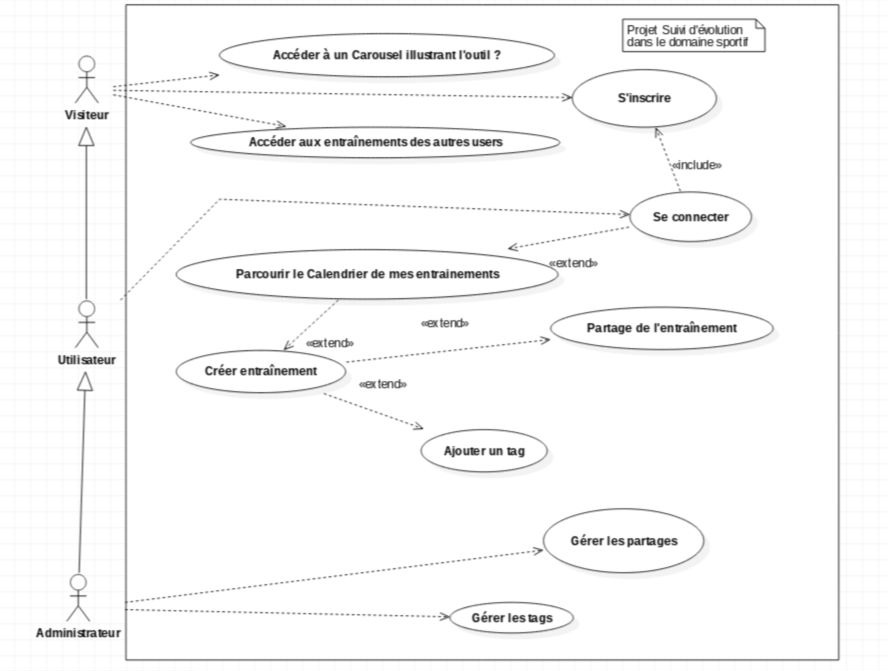 Projet Suivi d'évolution
dans le domaine sportif
Accéder à un Carousel illustrant l'outil ?
S'inscrire
Visiteur
Accéder aux entraînements des autres users
«include»
Se connecter
«extend»
Parcourir le Calendrier de mes entrainements
«extend»
Partage de l'entraînement
«extend»
Utilisateur
Créer entraînement
«extend»
Ajouter un tag
Gérer les partages
Gérer les tags
Administrateur